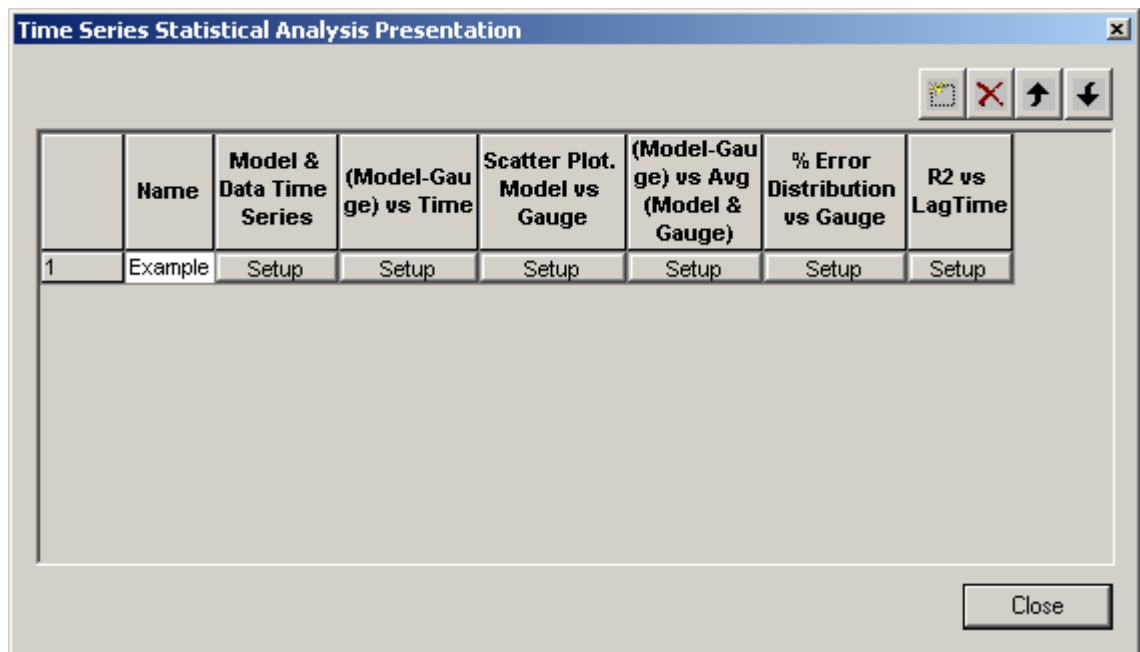 Time Series Statistical Analysis Presentation
Name
Model &
Data Time
Series
(Model-Gau
ge) vs Time
Scatter Plot.
Model vs
Gauge
(Model-Gau
ge) vs Avg
(Model &
Gauge)
% Error
Distribution
vs Gauge
R2 vs
LagTime
1 Example Setup Setup Setup Setup Setup Setup
Close